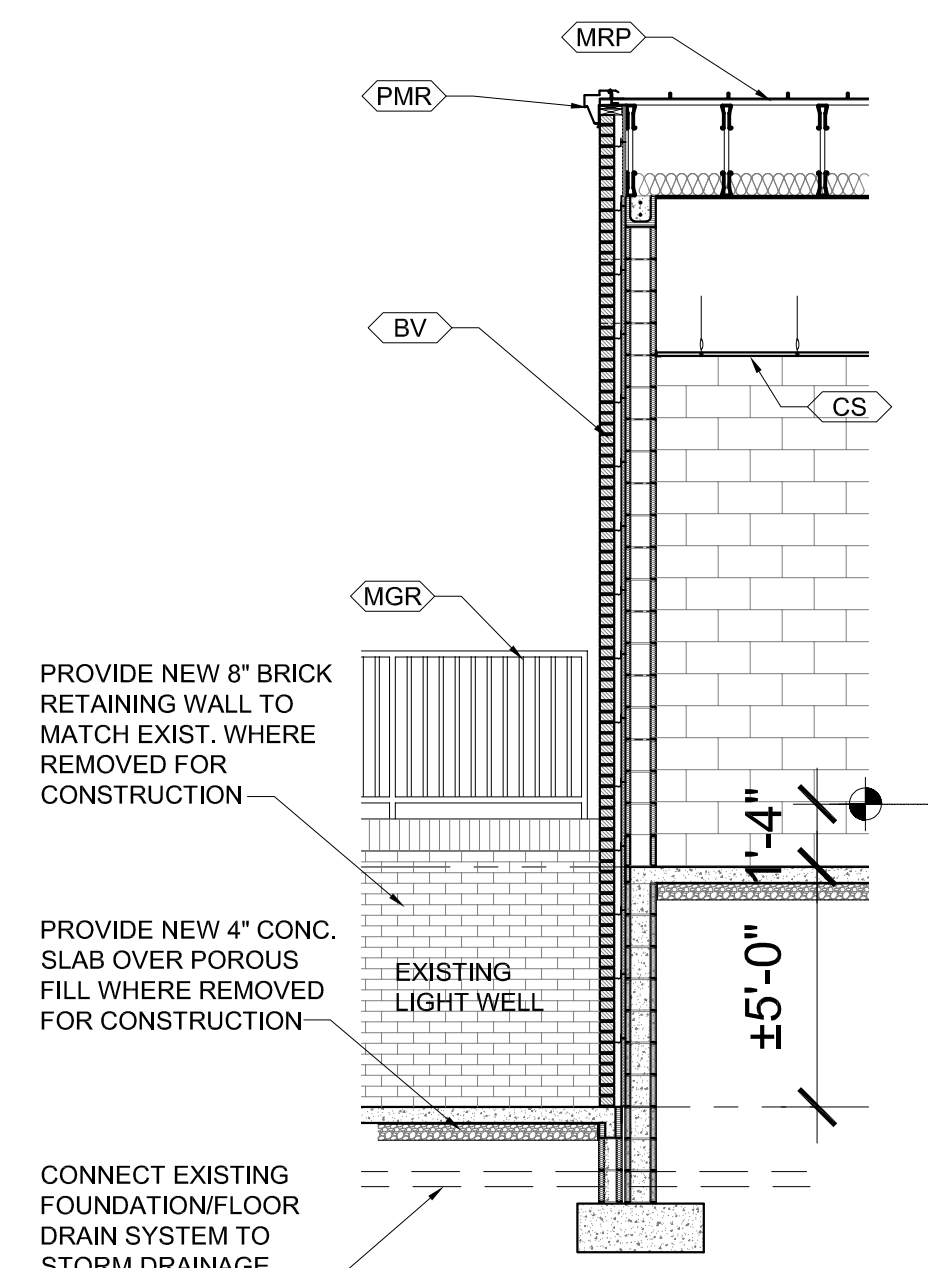 MRP
PMR
BV
CS
MGR
PROVIDE NEW 8" BRICK
RETAINING WALL TO
MATCH EXIST. WHERE
REMOVED FOR
CONSTRUCTION
1'-4"
PROVIDE NEW 4" CONC.
SLAB OVER POROUS
FILL WHERE REMOVED
FOR CONSTRUCTION
EXISTING
LIGHT WELL
±5'-0"
CONNECT EXISTING
FOUNDATION/FLOOR
DRAIN SYSTEM TO
STORM DRAINAGE